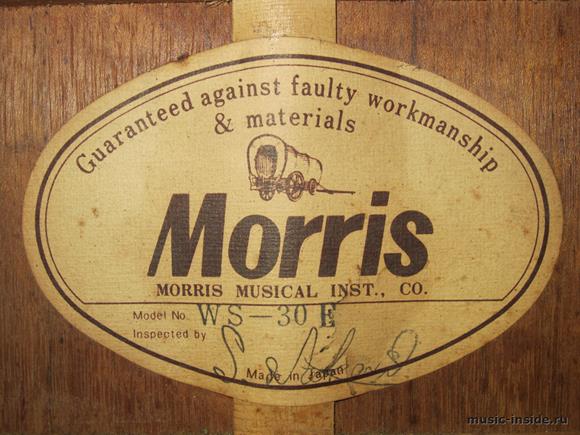 Guaranteed against faulty workmanship
& materials
Morris
MORRIS MUSICAL INST., CO.
Model No. WS-30 E
Inspected by
Made in Japan
music-inside.ru